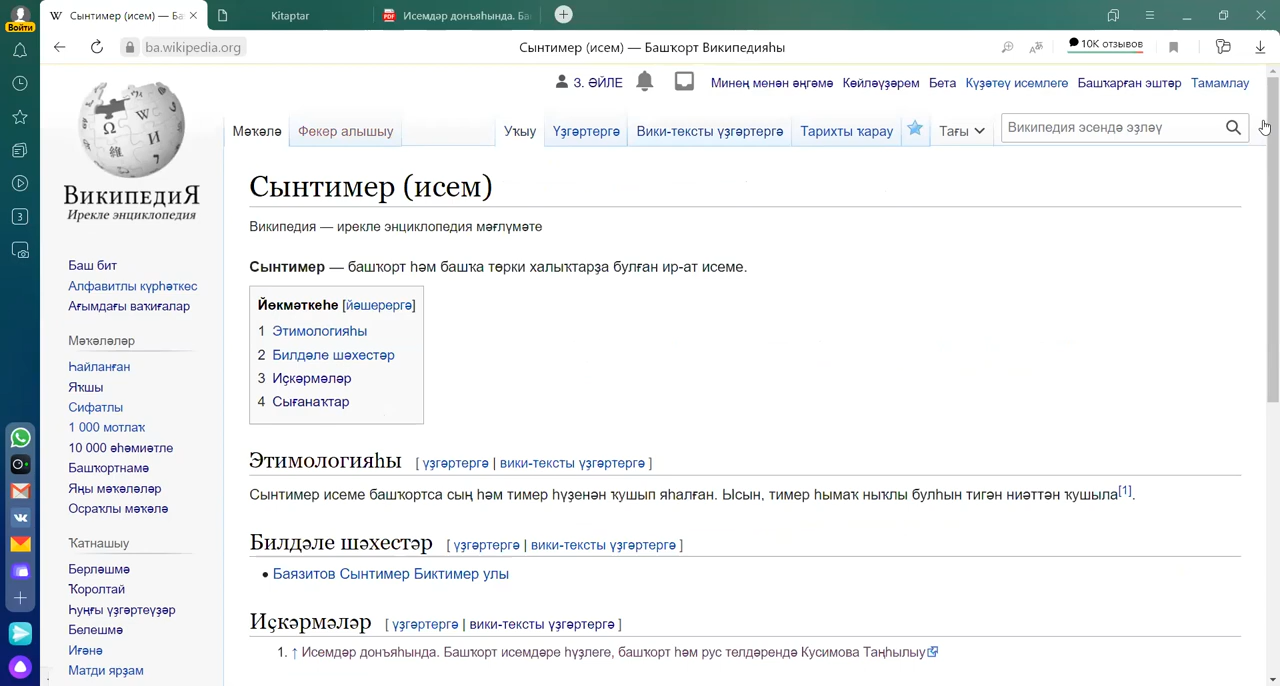 Войти
Сынтимер (исем) — Ба
Kitaptar
PDF
Исемдәр донъяһында. Ба
ba.wikipedia.org
Сынтимер (исем) — Башҡорт Википедияһы
10К отзывов
З. ӘЙЛЕ
Минең менән әңгәмә
Көйләүҙәрем
Бета
Күҙәтеү исемлеге
Башҡарған эштәр
Тамамлау
Мәҡәлә
Фекер алышыу
Уҡыу
Үҙгәртергә
Вики-тексты үҙгәртергә
Тарихты ҡарау
Тағы
Википедия эсендә эҙләү
ВикипедиЯ
Ирекле энциклопедия
Баш бит
Алфавитлы күрһәткес
Ағымдағы ваҡиғалар
Мәҡәләләр
Һайланған
Яҡшы
Сифатлы
1 000 мотлаҡ
10 000 әһәмиәтле
Башҡортнамә
Яңы мәҡәләләр
Осраҡлы мәҡәлә
Ҡатнашыу
Берләшмә
Ҡоролтай
Һуңғы үҙгәртеүҙәр
Белешмә
Иғәнә
Матди ярҙам
Сынтимер (исем)
Википедия — ирекле энциклопедия мәғлүмәте
Сынтимер — башҡорт һәм башҡа төрки халыҡтарҙа булған ир-ат исеме.
Йөкмәткеһе [йәшерергә]
1 Этимологияһы
2 Билдәле шәхестәр
3 Иҫкәрмәләр
4 Сығанаҡтар
Этимологияһы [ үҙгәртергә | вики-тексты үҙгәртергә ]
Сынтимер исеме башҡортса сың һәм тимер һүҙенән ҡушып яһалған. Ысын, тимер һымаҡ ныҡлы булһын тигән ниәттән ҡушыла[1].
Билдәле шәхестәр [ үҙгәртергә | вики-тексты үҙгәртергә ]
• Баязитов Сынтимер Биктимер улы
Иҫкәрмәләр [ үҙгәртергә | вики-тексты үҙгәртергә ]
1. ↑ Исемдәр донъяһында. Башҡорт исемдәре һүҙлеге, башҡорт һәм рус телдәрендә Кусимова Таңһылыу